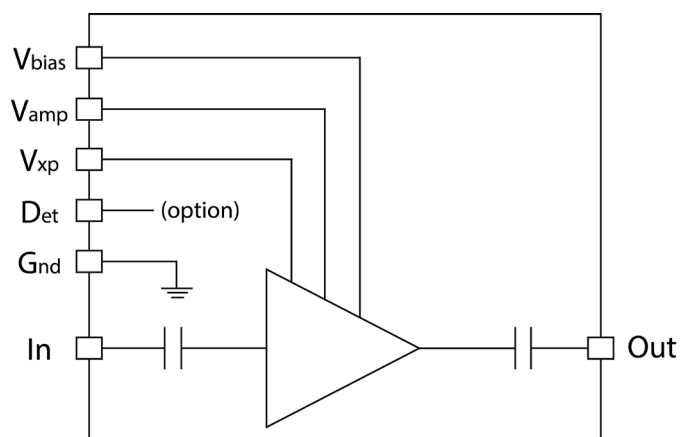 Vbias
Vamp
Vxp
Det (option)
Gnd
In
Out